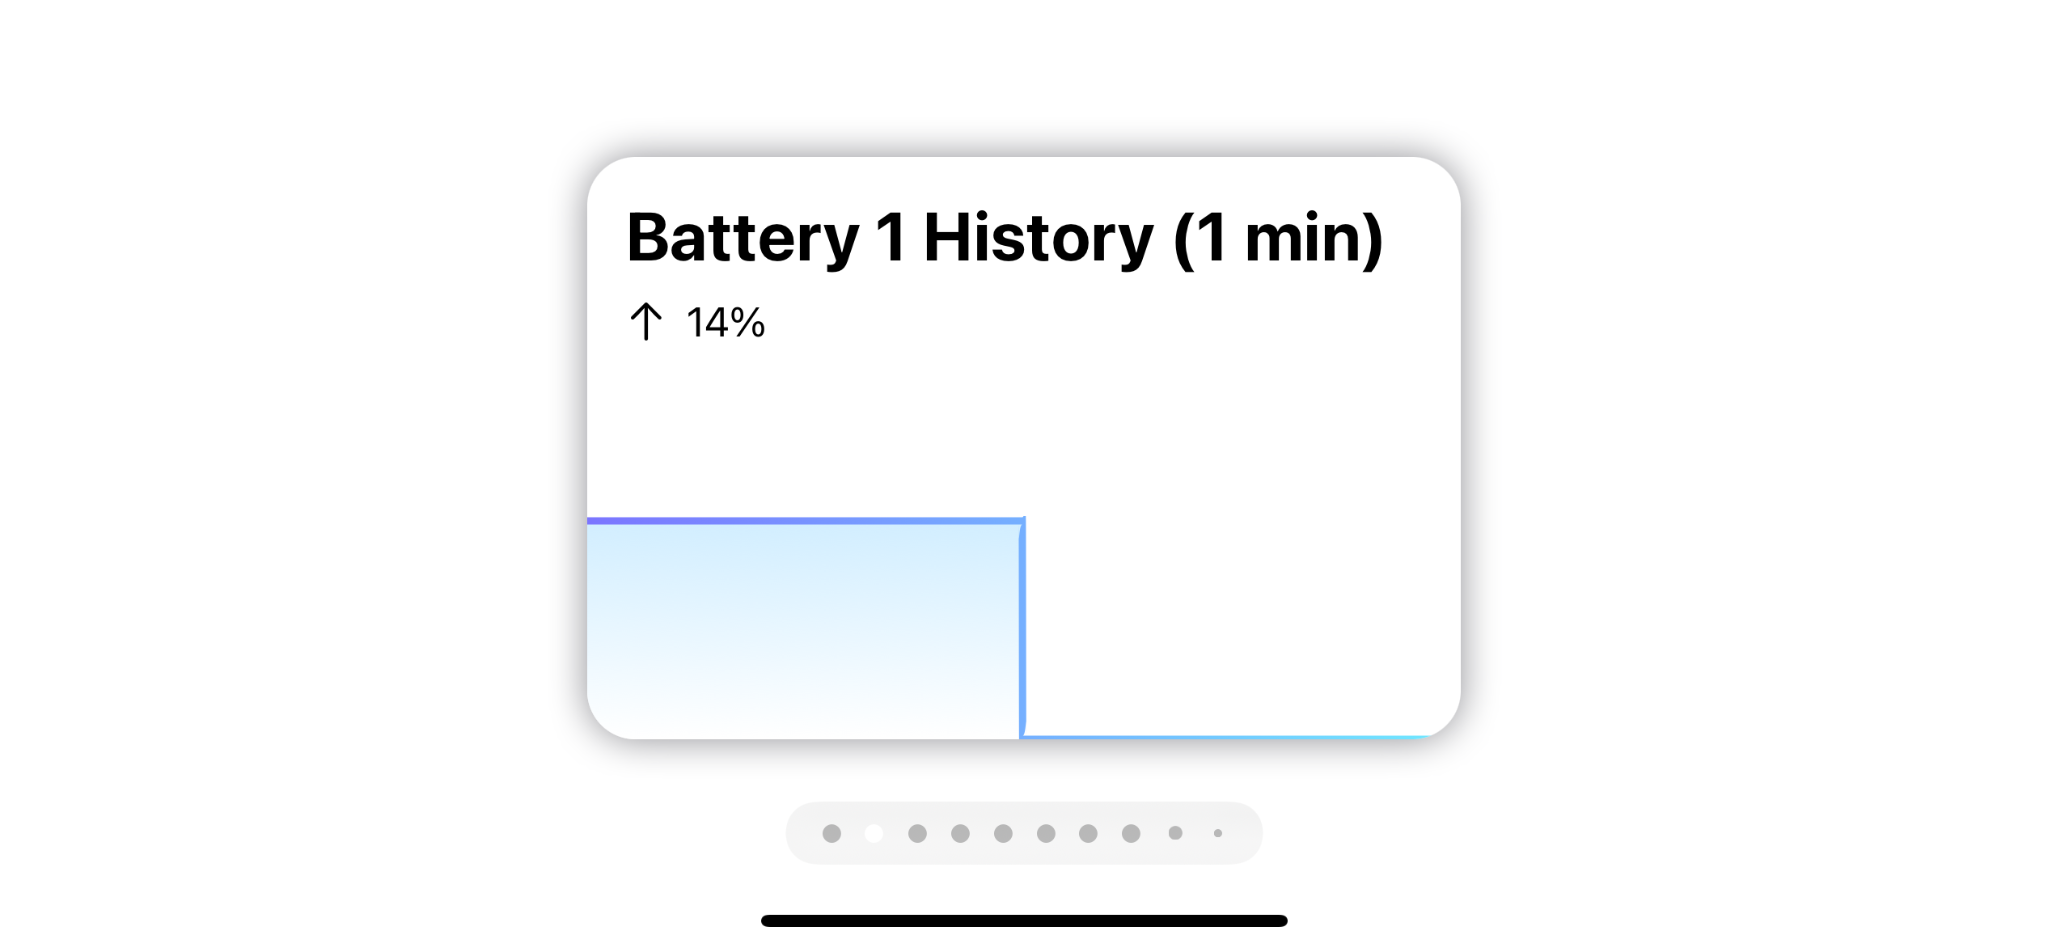 Battery 1 History (1 min)
↑ 14%